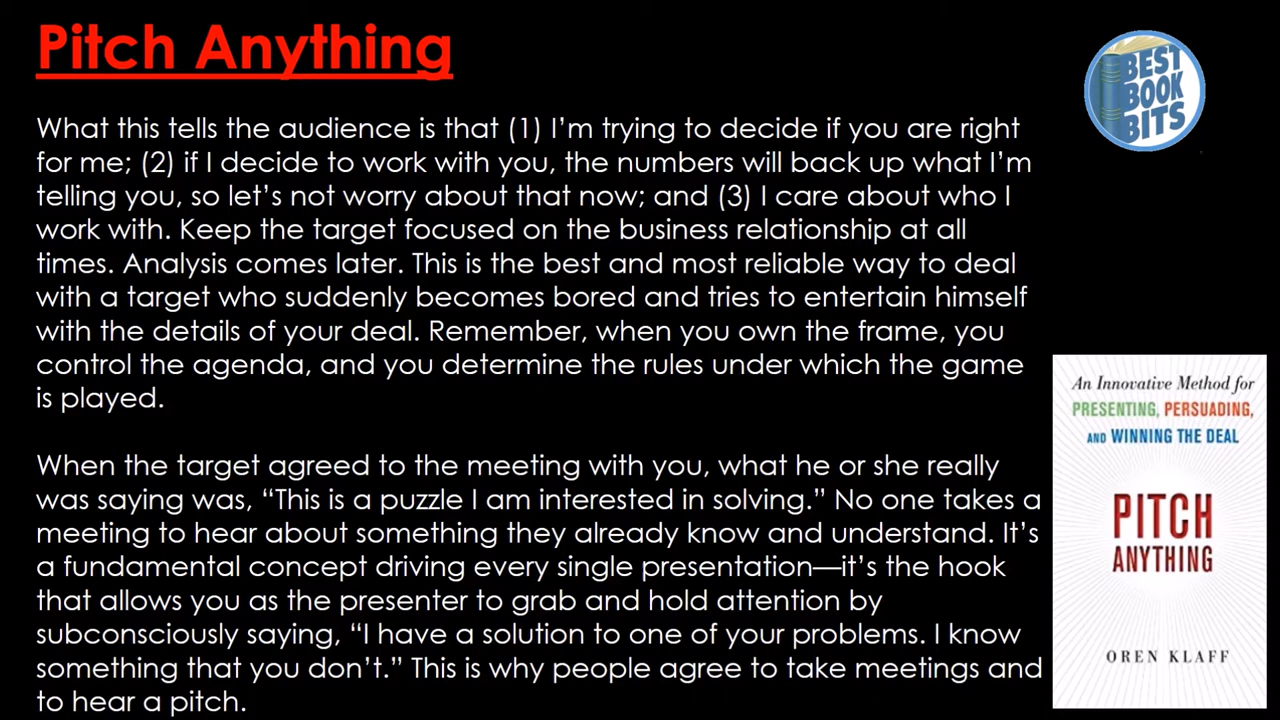 Pitch Anything
BEST
BOOK
BITS
What this tells the audience is that (1) I’m trying to decide if you are right
for me; (2) if I decide to work with you, the numbers will back up what I’m
telling you, so let’s not worry about that now; and (3) I care about who I
work with. Keep the target focused on the business relationship at all
times. Analysis comes later. This is the best and most reliable way to deal
with a target who suddenly becomes bored and tries to entertain himself
with the details of your deal. Remember, when you own the frame, you
control the agenda, and you determine the rules under which the game
is played.
When the target agreed to the meeting with you, what he or she really
was saying was, “This is a puzzle I am interested in solving.” No one takes a
meeting to hear about something they already know and understand. It’s
a fundamental concept driving every single presentation—it’s the hook
that allows you as the presenter to grab and hold attention by
subconsciously saying, “I have a solution to one of your problems. I know
something that you don’t.” This is why people agree to take meetings and
to hear a pitch.
An Innovative Method for
PRESENTING, PERSUADING,
AND WINNING THE DEAL
PITCH
ANYTHING
OREN KLAFF